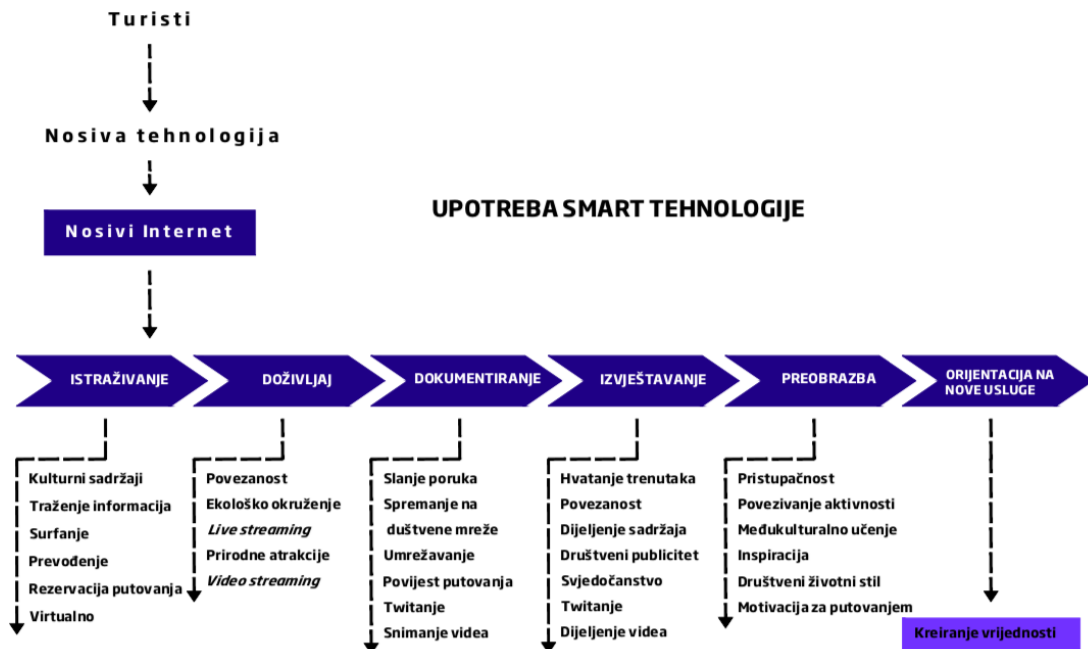 Turisti
Nosiva tehnologija
Nosivi Internet
UPOTREBA SMART TEHNOLOGIJE
ISTRAŽIVANJE
DOŽIVLJAJ
DOKUMENTIRANJE
IZVJEŠTAVANJE
PREOBRAZBA
ORIJENTACIJA NA
NOVE USLUGE
Kulturni sadržaji
Traženje informacija
Surfanje
Prevođenje
Rezervacija putovanja
Virtualno
Povezanost
Ekološko okruženje
Live streaming
Prirodne atrakcije
Video streaming
Slanje poruka
Spremanje na
duštvene mreže
Umrežavanje
Povijest putovanja
Twitanje
Snimanje videa
Hvatanje trenutaka
Povezanost
Dijeljenje sadržaja
Društveni publicitet
Svjedočanstvo
Twitanje
Dijeljenje videa
Pristupačnost
Povezivanje aktivnosti
Međukulturalno učenje
Inspiracija
Društveni životni stil
Motivacija za putovanjem
Kreiranje vrijednosti